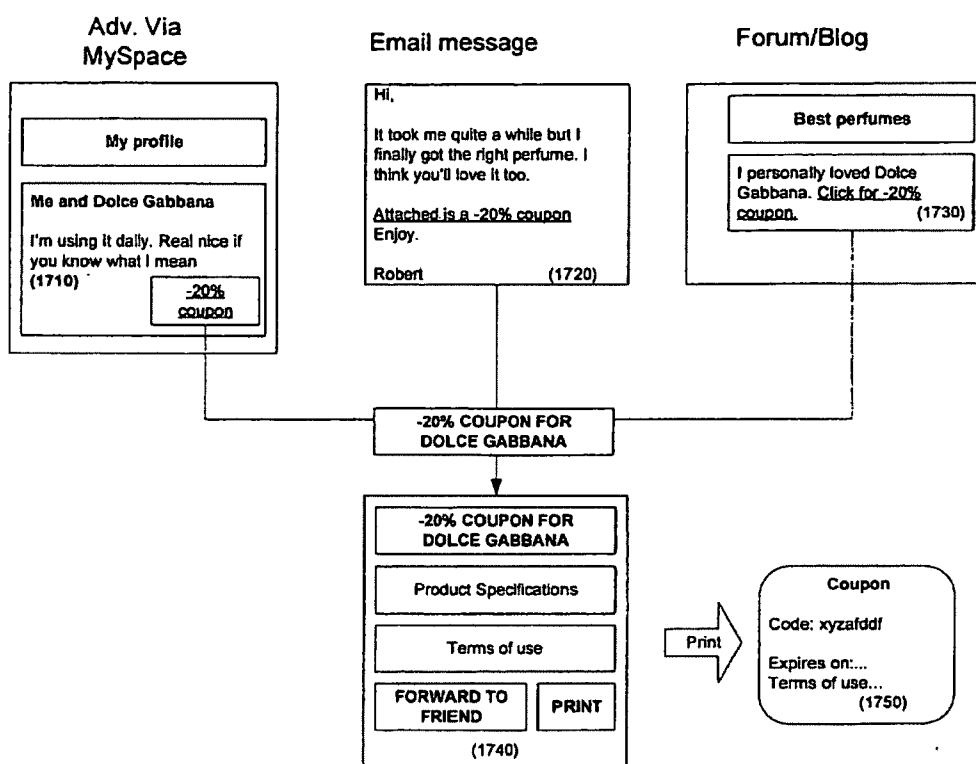 Adv. Via
MySpace
My profile
Me and Dolce Gabbana
I'm using it daily. Real nice if
you know what I mean
(1710)
-20%
coupon
Email message
Hi,
It took me quite a while but I
finally got the right perfume. I
think you'll love it too.
Attached is a -20% coupon
Enjoy.
Robert (1720)
Forum/Blog
Best perfumes
I personally loved Dolce
Gabbana. Click for -20%
coupon. (1730)
-20% COUPON FOR
DOLCE GABBANA
-20% COUPON FOR
DOLCE GABBANA
Product Specifications
Terms of use
FORWARD TO
FRIEND
PRINT
(1740)
Print
Coupon
Code: xyzafddf
Expires on:...
Terms of use...
(1750)